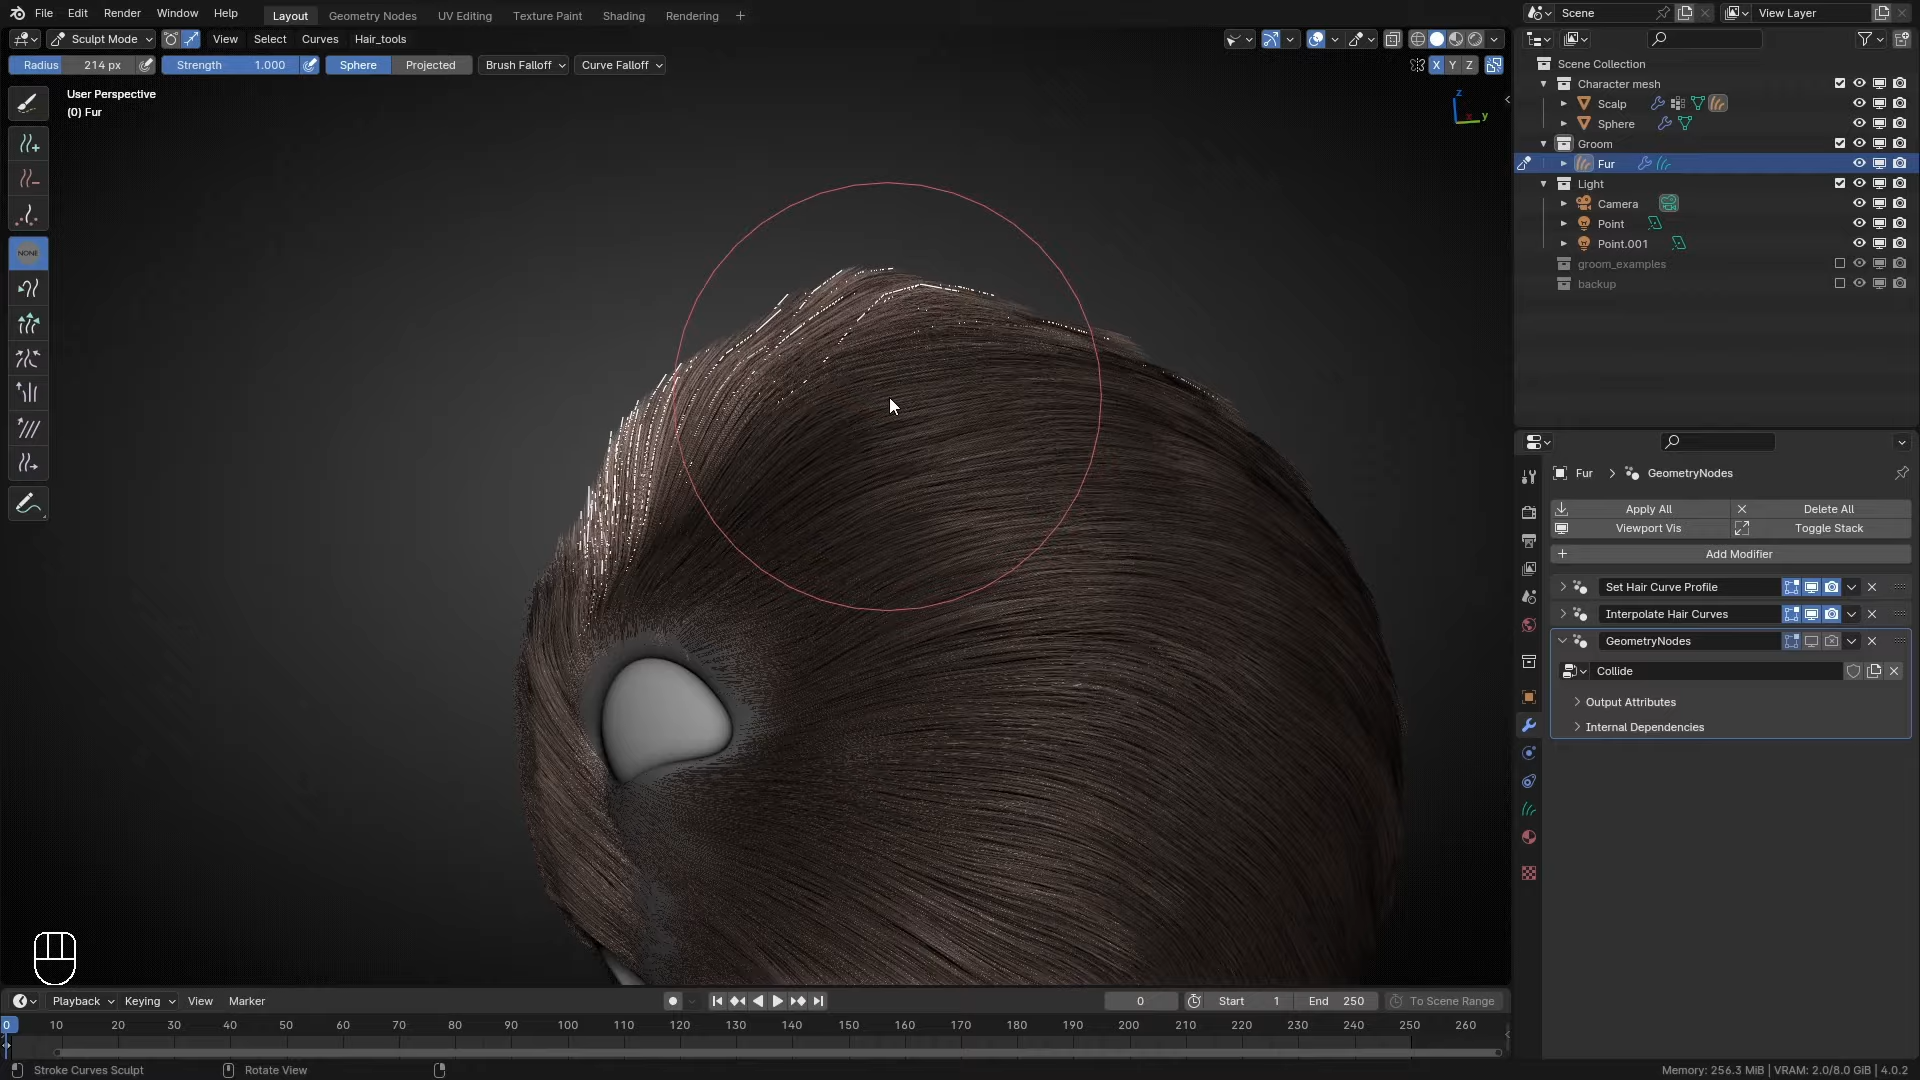 File Edit Render Window Help Layout Geometry Nodes UV Editing Texture Paint Shading Rendering Scene View Layer
Sculpt Mode View Select Curves Hair_tools
Radius 214 px Strength 1.000 Sphere Projected Brush Falloff Curve Falloff X Y Z
User Perspective
(0) Fur
z
y
NONE
Scene Collection
Character mesh
Scalp
Sphere
Groom
Fur
Light
Camera
Point
Point.001
groom_examples
backup
Fur GeometryNodes
Apply All Delete All
Viewport Vis Toggle Stack
Add Modifier
Set Hair Curve Profile
Interpolate Hair Curves
GeometryNodes
Collide
Output Attributes
Internal Dependencies
Playback Keying View Marker 0 Start 1 End 250 To Scene Range
0 10 20 30 40 50 60 70 80 90 100 110 120 130 140 150 160 170 180 190 200 210 220 230 240 250 260
Stroke Curves Sculpt Rotate View Memory: 256.3 MiB | VRAM: 2.0/8.0 GiB | 4.0.2